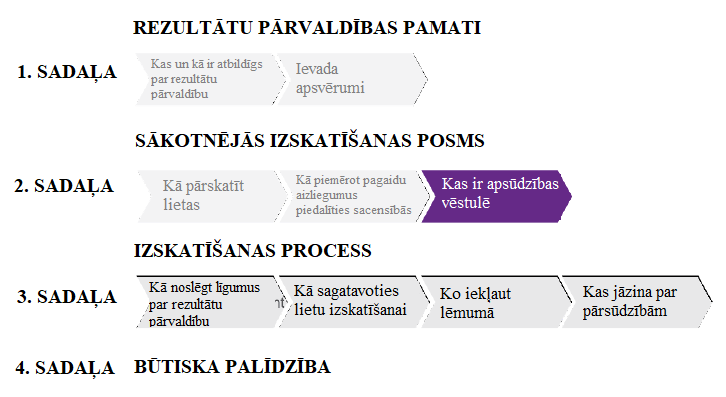 REZULTĀTU PĀRVALDĪBAS PAMATI
1. SADAĻA
Kas un kā ir atbildīgs
par rezultātu
pārvaldību
Ievada
apsvērumi
SĀKOTNĒJĀS IZSKATĪŠANAS POSMS
2. SADAĻA
Kā pārskatīt
lietas
Kā piemērot pagaidu
aizliegumus
piedalīties sacensībās
Kas ir apsūdzības
vēstulē
IZSKATĪŠANAS PROCESS
3. SADAĻA
Kā noslēgt līgumus
par rezultātu
pārvaldību
Kā sagatavoties
lietu izskatīšanai
Ko iekļaut
lēmumā
Kas jāzina par
pārsūdzībām
4. SADAĻA
BŪTISKA PALĪDZĪBA